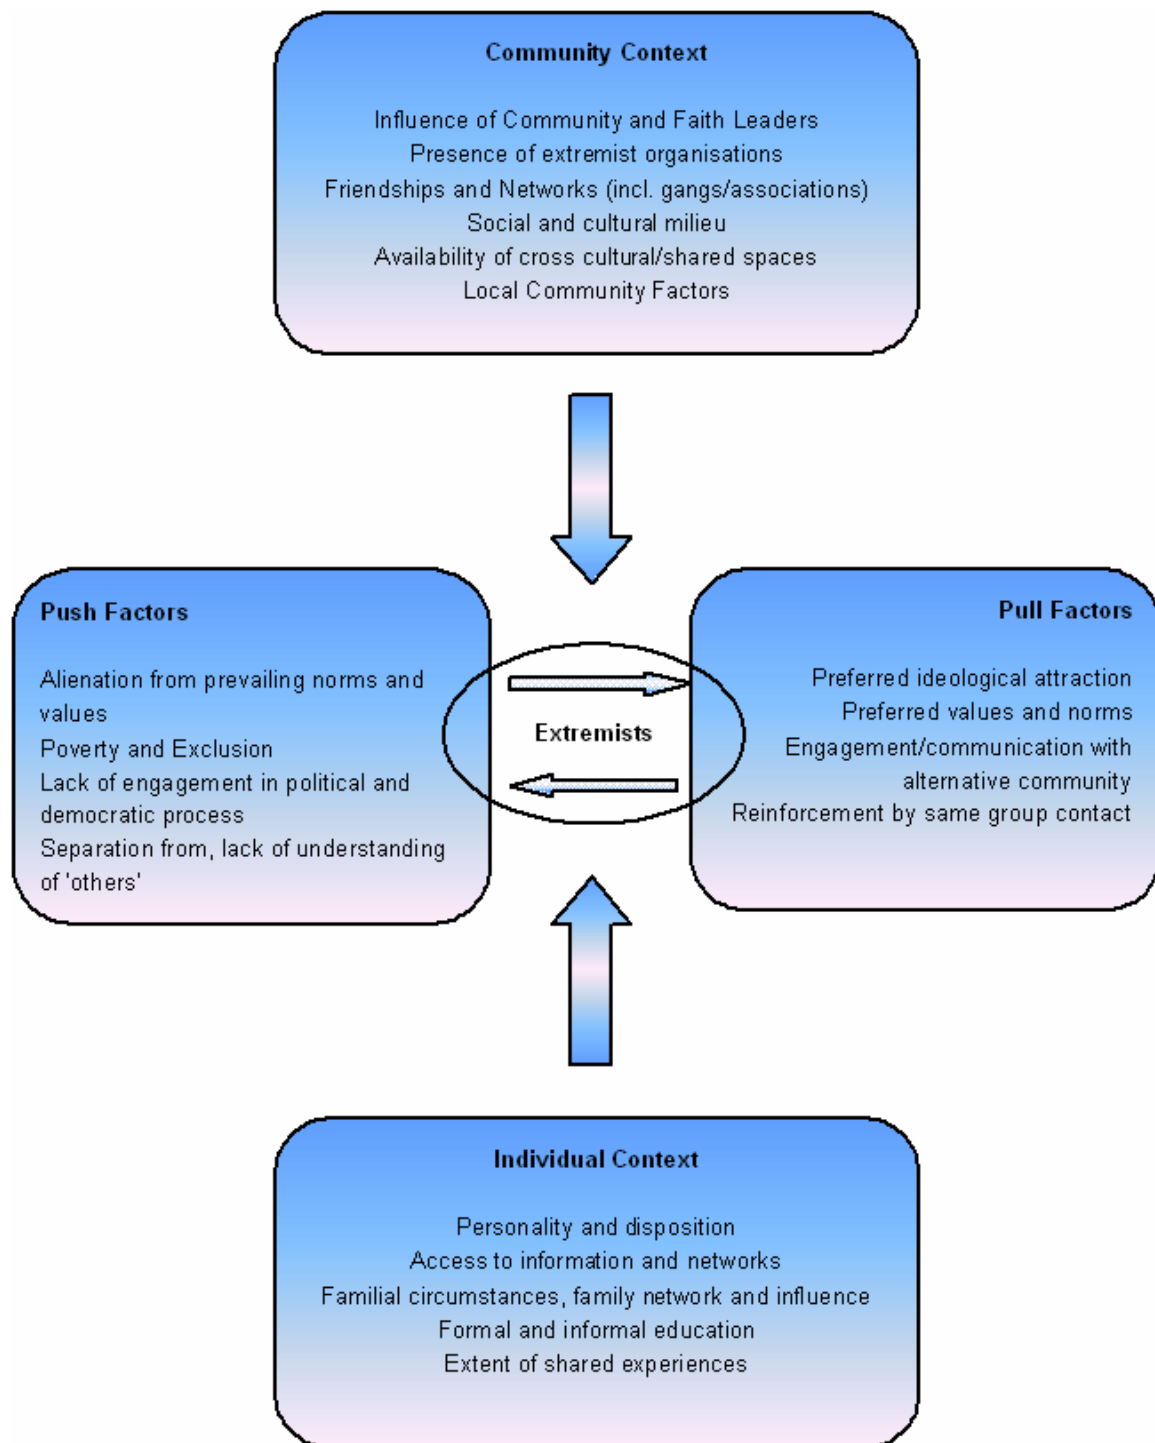 Community Context
Influence of Community and Faith Leaders
Presence of extremist organisations
Friendships and Networks (incl. gangs/associations)
Social and cultural milieu
Availability of cross cultural/shared spaces
Local Community Factors
Push Factors
Alienation from prevailing norms and
values
Poverty and Exclusion
Lack of engagement in political and
democratic process
Separation from, lack of understanding
of 'others'
Extremists
Pull Factors
Preferred ideological attraction
Preferred values and norms
Engagement/communication with
alternative community
Reinforcement by same group contact
Individual Context
Personality and disposition
Access to information and networks
Familial circumstances, family network and influence
Formal and informal education
Extent of shared experiences